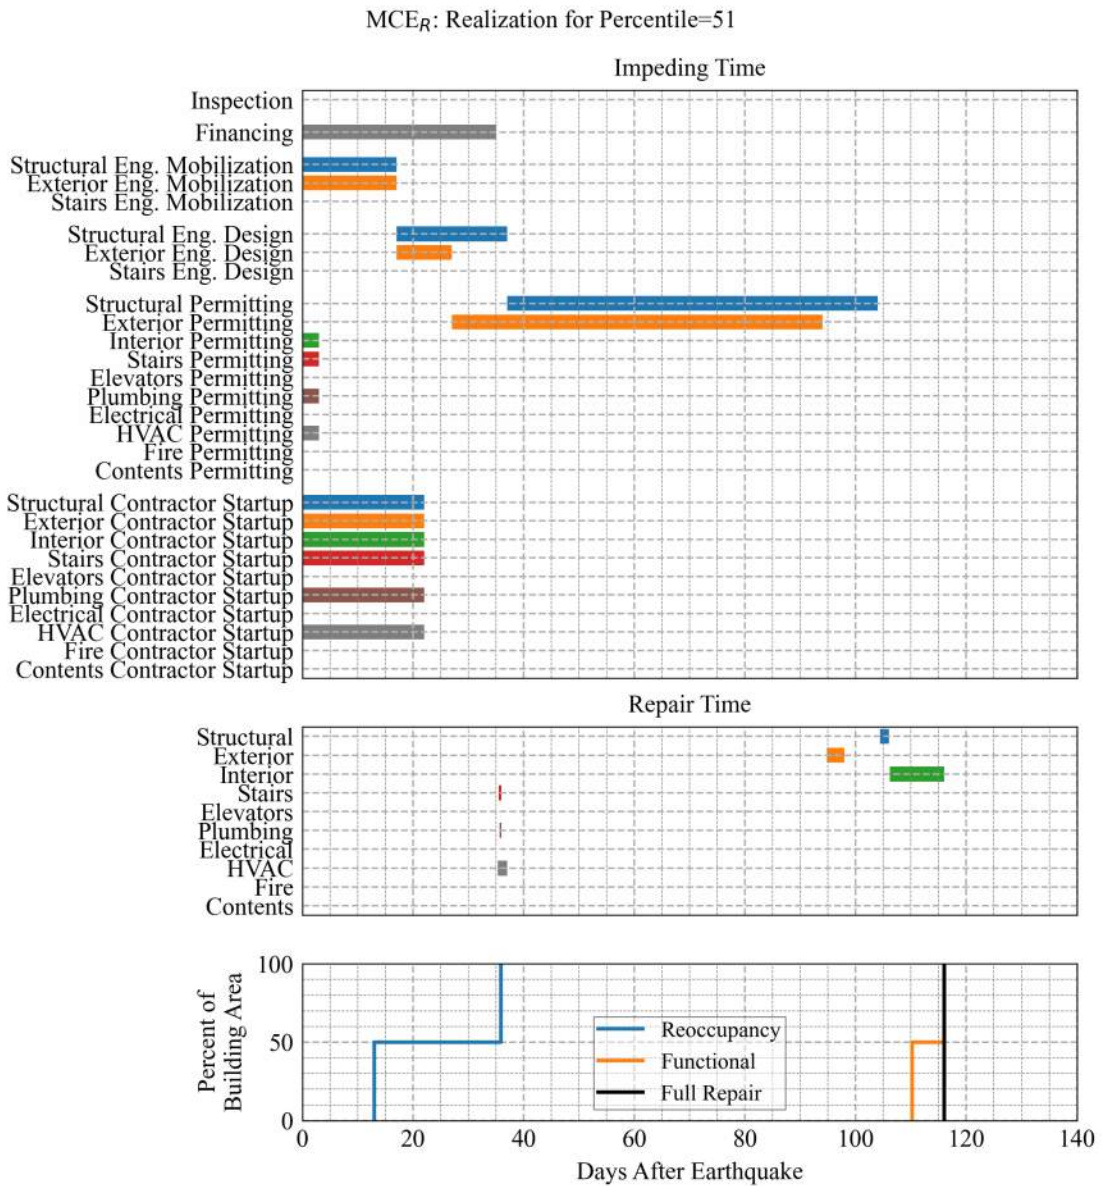 MCE_R: Realization for Percentile=51
Impeding Time
Inspection
Financing
Structural Eng. Mobilization
Exterior Eng. Mobilization
Stairs Eng. Mobilization
Structural Eng. Design
Exterior Eng. Design
Stairs Eng. Design
Structural Permitting
Exterior Permitting
Interior Permitting
Stairs Permitting
Elevators Permitting
Plumbing Permitting
Electrical Permitting
HVAC Permitting
Fire Permitting
Contents Permitting
Structural Contractor Startup
Exterior Contractor Startup
Interior Contractor Startup
Stairs Contractor Startup
Elevators Contractor Startup
Plumbing Contractor Startup
Electrical Contractor Startup
HVAC Contractor Startup
Fire Contractor Startup
Contents Contractor Startup
Repair Time
Structural
Exterior
Interior
Stairs
Elevators
Plumbing
Electrical
HVAC
Fire
Contents
Percent of
Building Area
100
50
0
Reoccupancy
Functional
Full Repair
0 20 40 60 80 100 120 140
Days After Earthquake